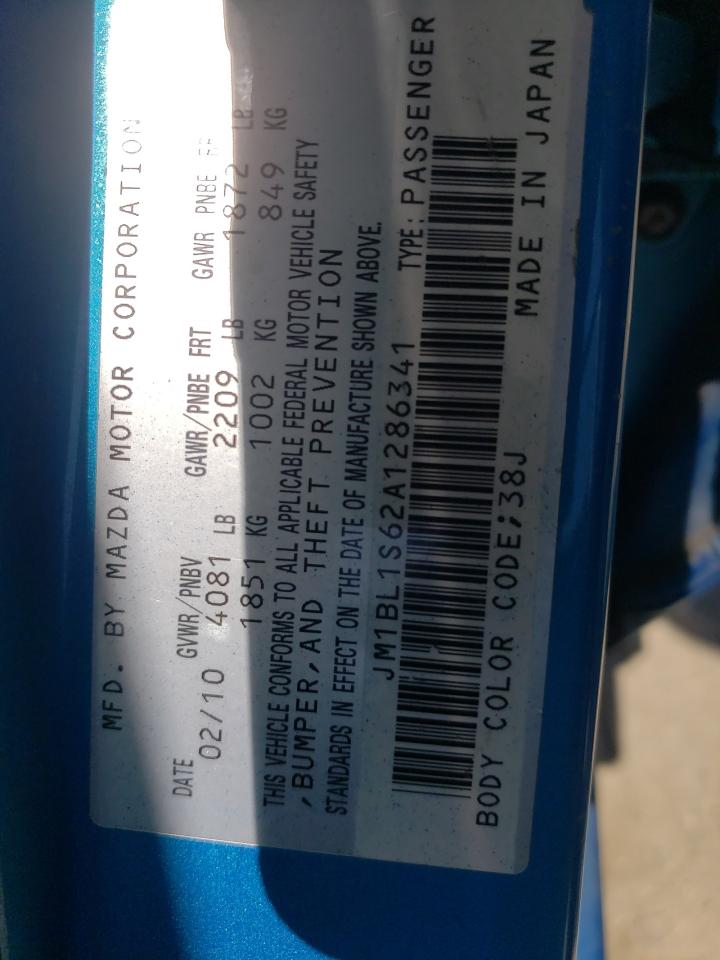 MFD. BY MAZDA MOTOR CORPORATION
DATE GVWR/PNBV GAWR/PNBE FRT GAWR PNBE RR
02/10 4081 LB 2209 LB 1872 LB
1851 KG 1002 KG 849 KG
THIS VEHICLE CONFORMS TO ALL APPLICABLE FEDERAL MOTOR VEHICLE SAFETY
,BUMPER,AND THEFT PREVENTION
STANDARDS IN EFFECT ON THE DATE OF MANUFACTURE SHOWN ABOVE.
JM1BL1S62A1286341 TYPE: PASSENGER
BODY COLOR CODE;38J MADE IN JAPAN